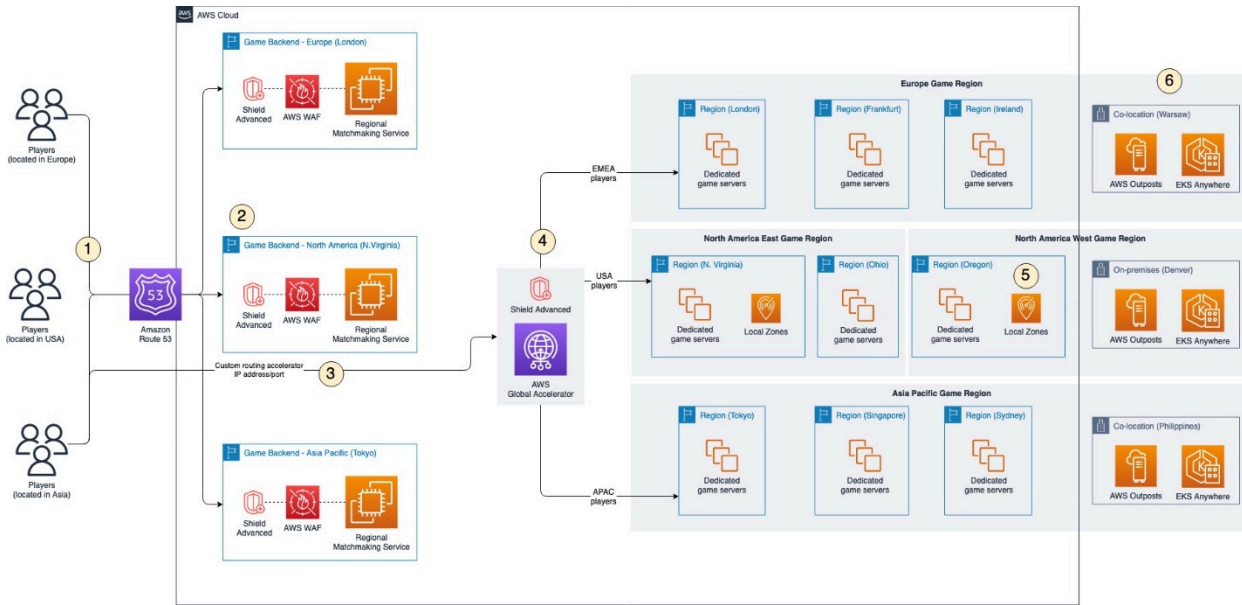 aws
AWS Cloud
Game Backend - Europe (London)
Shield
Advanced
AWS WAF
Regional
Matchmaking Service
Players
(located in Europe)
1
2
Game Backend - North America (N.Virginia)
Shield
Advanced
AWS WAF
Regional
Matchmaking Service
Players
(located in USA)
53
Amazon
Route 53
Custom routing accelerator
IP address/port
3
Players
(located in Asia)
Game Backend - Asia Pacific (Tokyo)
Shield
Advanced
AWS WAF
Regional
Matchmaking Service
4
Shield Advanced
AWS
Global Accelerator
EMEA
players
USA
players
APAC
players
Europe Game Region
6
Region (London)
Dedicated
game servers
Region (Frankfurt)
Dedicated
game servers
Region (Ireland)
Dedicated
game servers
Co-location (Warsaw)
AWS Outposts
K
EKS Anywhere
North America East Game Region
Region (N. Virginia)
Dedicated
game servers
Local Zones
Region (Ohio)
Dedicated
game servers
North America West Game Region
Region (Oregon)
5
Dedicated
game servers
Local Zones
On-premises (Denver)
AWS Outposts
K
EKS Anywhere
Asia Pacific Game Region
Region (Tokyo)
Dedicated
game servers
Region (Singapore)
Dedicated
game servers
Region (Sydney)
Dedicated
game servers
Co-location (Philippines)
AWS Outposts
K
EKS Anywhere